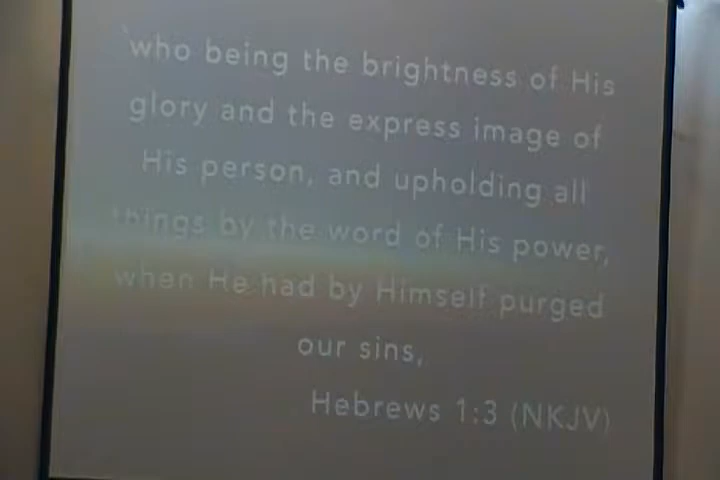 who being the brightness of His
glory and the express image of
His person, and upholding all
things by the word of His power,
when He had by Himself purged
our sins,
Hebrews 1:3 (NKJV)